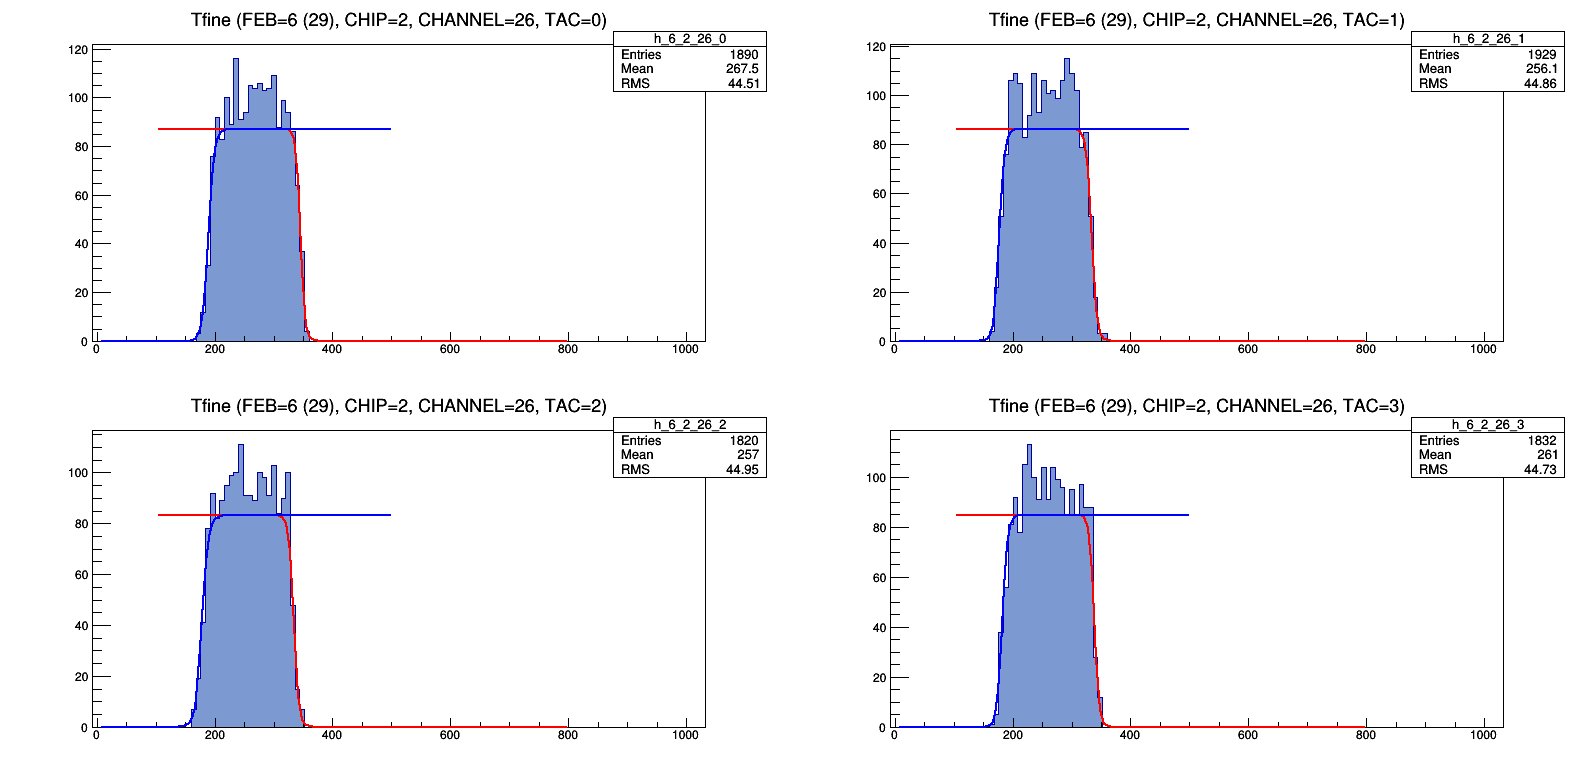 Tfine (FEB=6 (29), CHIP=2, CHANNEL=26, TAC=0)
h_6_2_26_0
Entries 1890
Mean 267.5
RMS 44.51
120
100
80
60
40
20
0
0 200 400 600 800 1000
Tfine (FEB=6 (29), CHIP=2, CHANNEL=26, TAC=1)
h_6_2_26_1
Entries 1929
Mean 256.1
RMS 44.86
120
100
80
60
40
20
0
0 200 400 600 800 1000
Tfine (FEB=6 (29), CHIP=2, CHANNEL=26, TAC=2)
h_6_2_26_2
Entries 1820
Mean 257
RMS 44.95
100
80
60
40
20
0
0 200 400 600 800 1000
Tfine (FEB=6 (29), CHIP=2, CHANNEL=26, TAC=3)
h_6_2_26_3
Entries 1832
Mean 261
RMS 44.73
100
80
60
40
20
0
0 200 400 600 800 1000